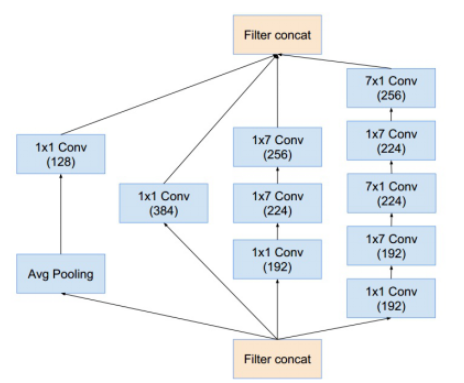 Filter concat
1x1 Conv
(128)
Avg Pooling
1x1 Conv
(384)
1x7 Conv
(256)
1x7 Conv
(224)
1x1 Conv
(192)
7x1 Conv
(256)
1x7 Conv
(224)
7x1 Conv
(224)
1x7 Conv
(192)
1x1 Conv
(192)
Filter concat